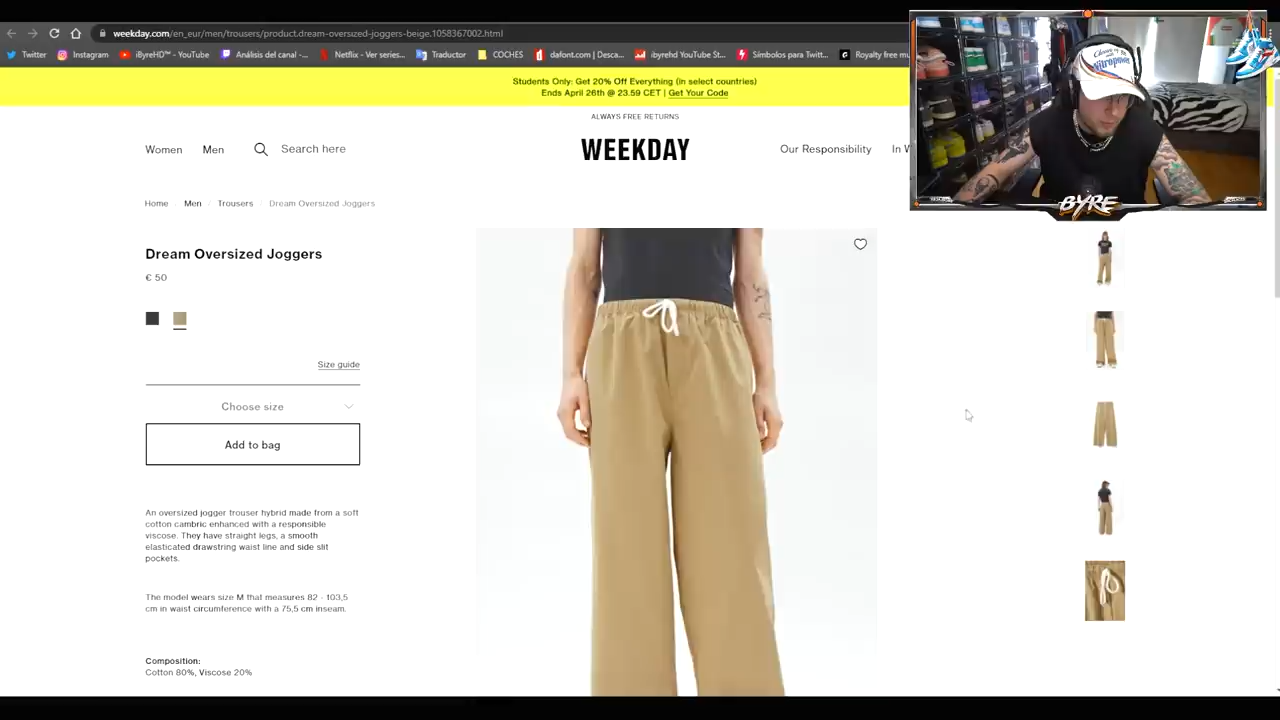 weekday.com/en_eur/men/trousers/product.dream-oversized-joggers-beige.1058367002.html
Twitter
Instagram
iByreHD™ - YouTube
Análisis del canal -...
Netflix - Ver series...
Traductor
COCHES
dafont.com | Desca...
ibyrehd YouTube St...
Símbolos para Twitt...
Royalty free mu
Students Only: Get 20% Off Everything (in select countries)
Ends April 26th @ 23.59 CET | Get Your Code
ALWAYS FREE RETURNS
Women
Men
Search here
WEEKDAY
Our Responsibility
In W
Home / Men / Trousers / Dream Oversized Joggers
Dream Oversized Joggers
€ 50
Size guide
Choose size
Add to bag
An oversized jogger trouser hybrid made from a soft
cotton cambric enhanced with a responsible
viscose. They have straight legs, a smooth
elasticated drawstring waist line and side slit
pockets.
The model wears size M that measures 82 - 103,5
cm in waist circumference with a 75,5 cm inseam.
Composition:
Cotton 80%, Viscose 20%
Nitropolis
BYRE